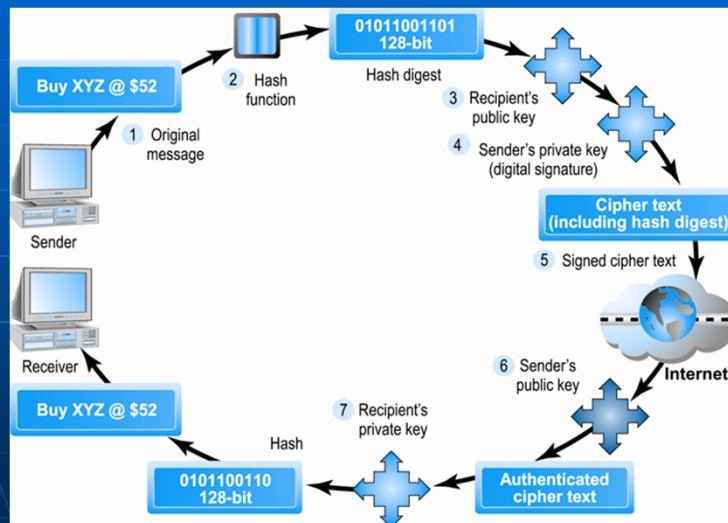 Buy XYZ @ $52
1 Original
message
Sender
2 Hash
function
01011001101
128-bit
Hash digest
3 Recipient's
public key
4 Sender's private key
(digital signature)
Cipher text
(including hash digest)
5 Signed cipher text
Internet
6 Sender's
public key
Authenticated
cipher text
7 Recipient's
private key
Hash
0101100110
128-bit
Buy XYZ @ $52
Receiver